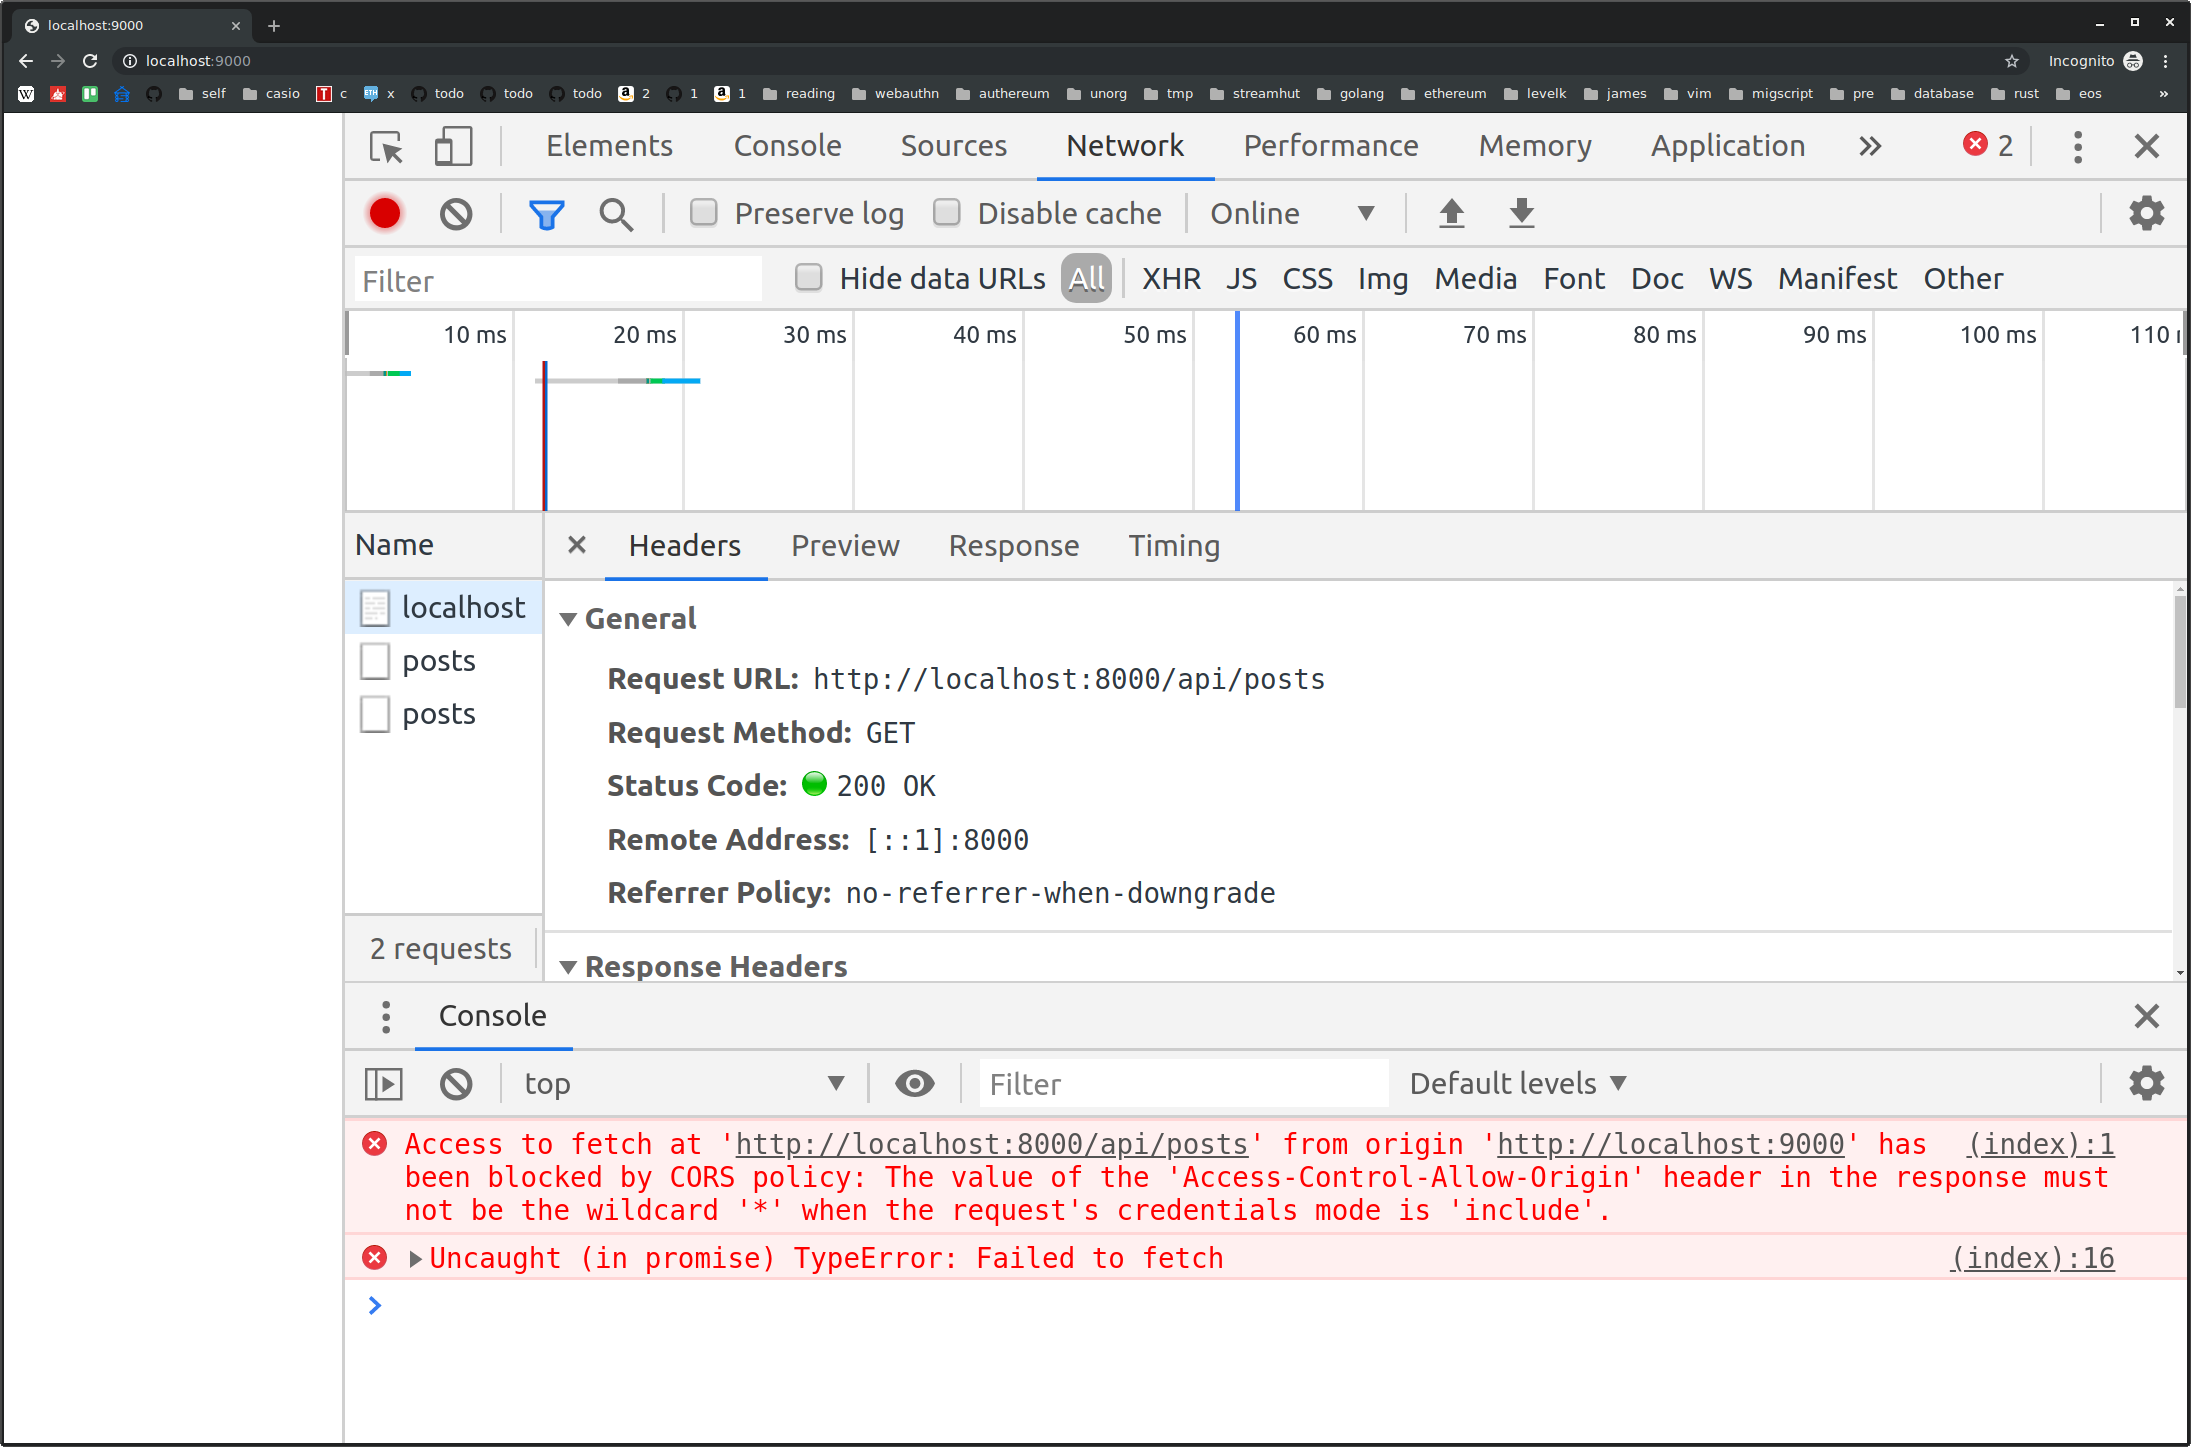 localhost:9000
localhost:9000
Incognito
self casio T c ETH x todo todo todo 2 1 1 reading webauthn authereum unorg tmp streamhut golang ethereum levelk james vim migscript pre database rust eos »
Elements Console Sources Network Performance Memory Application 2
Preserve log Disable cache Online
Filter Hide data URLs All XHR JS CSS Img Media Font Doc WS Manifest Other
10 ms 20 ms 30 ms 40 ms 50 ms 60 ms 70 ms 80 ms 90 ms 100 ms 110
Name Headers Preview Response Timing
localhost
posts
posts
General
Request URL: http://localhost:8000/api/posts
Request Method: GET
Status Code: 200 OK
Remote Address: [::1]:8000
Referrer Policy: no-referrer-when-downgrade
2 requests
Response Headers
Console
top Filter Default levels
Access to fetch at 'http://localhost:8000/api/posts' from origin 'http://localhost:9000' has (index):1
been blocked by CORS policy: The value of the 'Access-Control-Allow-Origin' header in the response must
not be the wildcard '*' when the request's credentials mode is 'include'.
Uncaught (in promise) TypeError: Failed to fetch (index):16